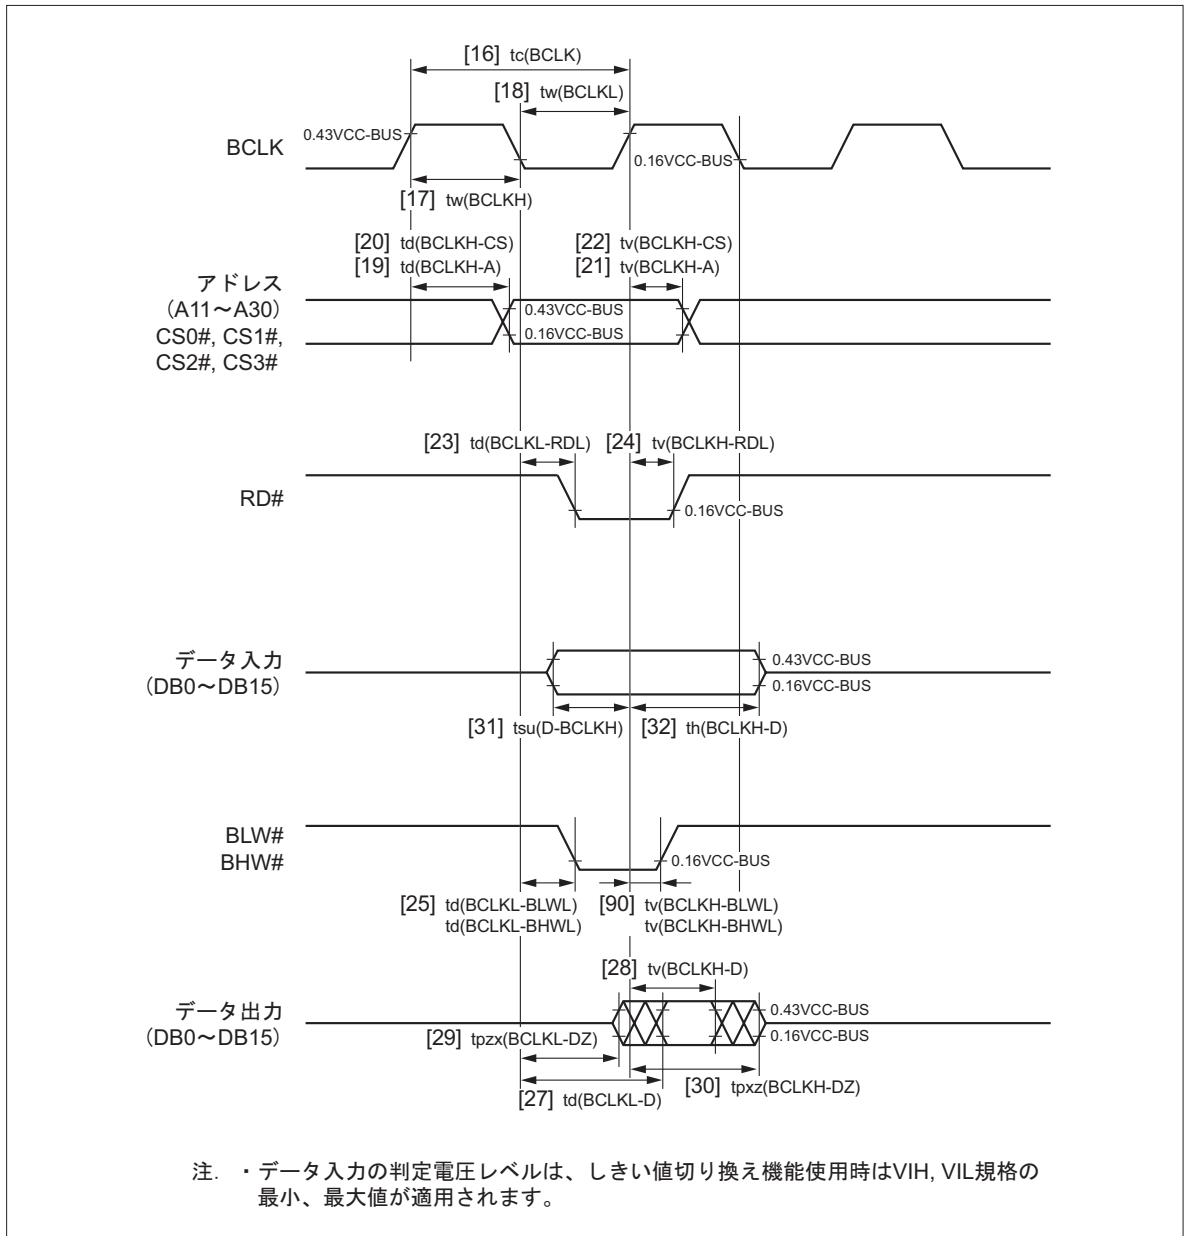 [16] tc(BCLK)
[18] tw(BCLKL)
0.43VCC-BUS
BCLK
0.16VCC-BUS
[17] tw(BCLKH)
[20] td(BCLKH-CS)
[22] tv(BCLKH-CS)
[19] td(BCLKH-A)
[21] tv(BCLKH-A)
アドレス
（A11～A30）
CS0#, CS1#,
CS2#, CS3#
0.43VCC-BUS
0.16VCC-BUS
[23] td(BCLKL-RDL)
[24] tv(BCLKH-RDL)
RD#
0.16VCC-BUS
データ入力
（DB0～DB15）
0.43VCC-BUS
0.16VCC-BUS
[31] tsu(D-BCLKH)
[32] th(BCLKH-D)
BLW#
BHW#
0.16VCC-BUS
[25] td(BCLKL-BLWL)
td(BCLKL-BHWL)
[90] tv(BCLKH-BLWL)
tv(BCLKH-BHWL)
[28] tv(BCLKH-D)
データ出力
（DB0～DB15）
0.43VCC-BUS
0.16VCC-BUS
[29] tpzx(BCLKL-DZ)
[30] tpxz(BCLKH-DZ)
[27] td(BCLKL-D)
注. ・データ入力の判定電圧レベルは、しきい値切り換え機能使用時はVIH, VIL規格の
最小、最大値が適用されます。